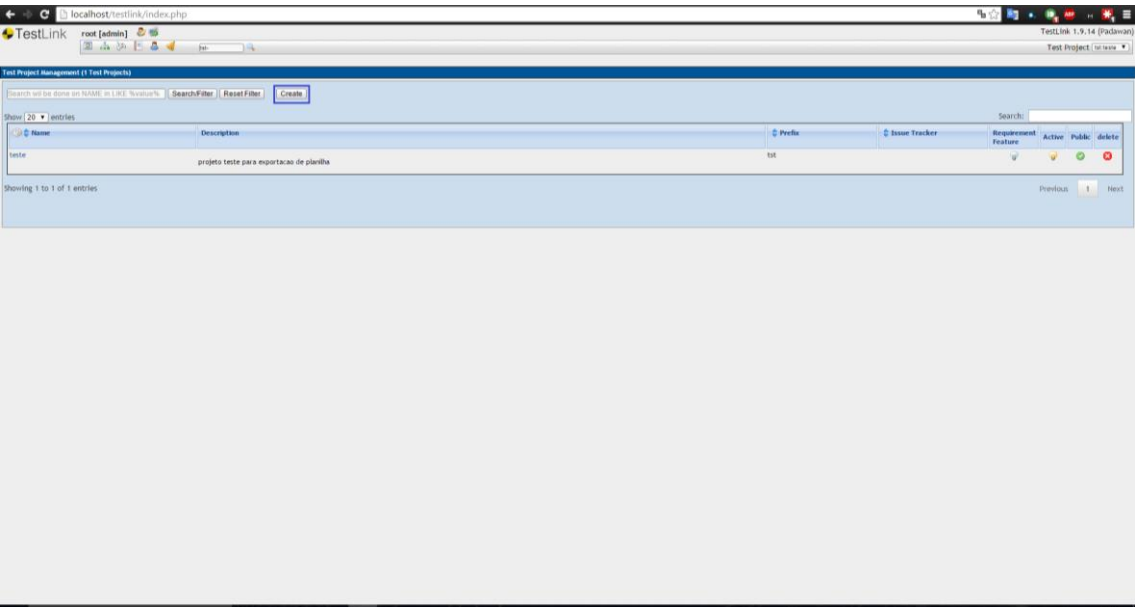 localhost/testlink/index.php
TestLink root [admin] TestLink 1.9.14 (Padawan)
tst- Test Project tst:teste
Test Project Management (1 Test Projects)
Search will be done on NAME in LIKE %value% Search/Filter Reset Filter Create
Show 20 entries Search:
Name Description Prefix Issue Tracker Requirement Feature Active Public delete
teste projeto teste para exportacao de planilha tst
Showing 1 to 1 of 1 entries Previous 1 Next